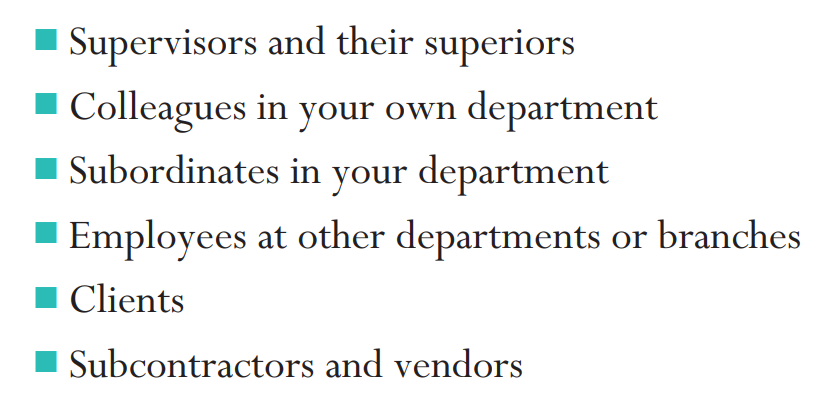 ■ Supervisors and their superiors
■ Colleagues in your own department
■ Subordinates in your department
■ Employees at other departments or branches
■ Clients
■ Subcontractors and vendors